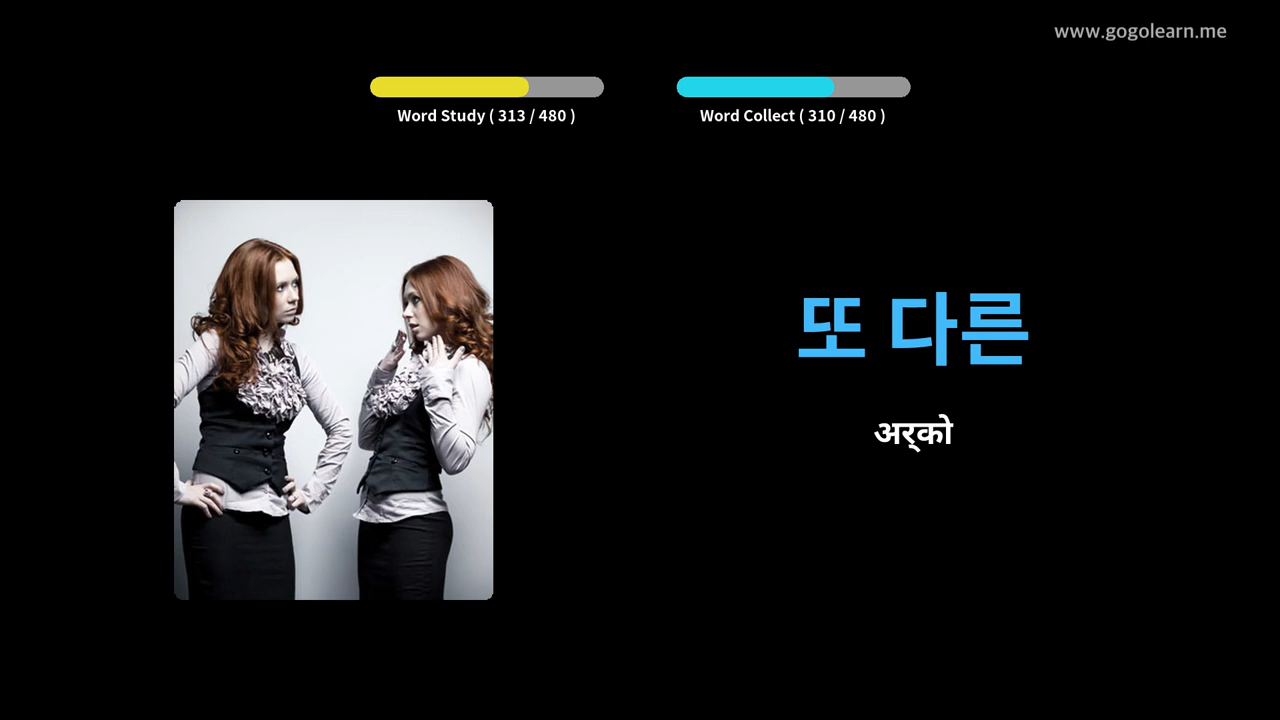 www.gogolearn.me
Word Study ( 313 / 480 )
Word Collect ( 310 / 480 )
또 다른
अर्‍को